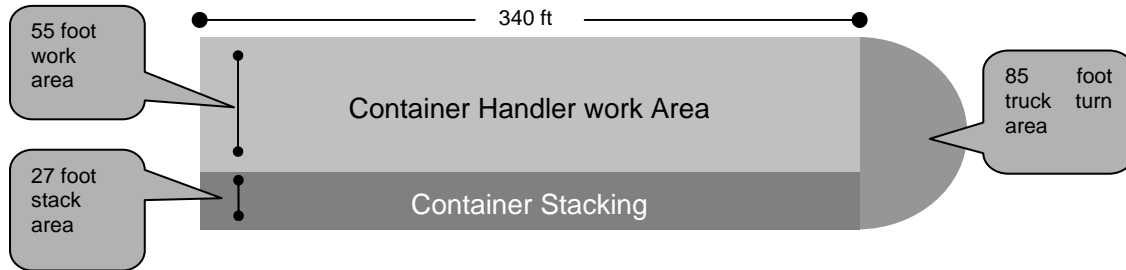 340 ft
55 foot
work
area
Container Handler work Area
85 foot
truck turn
area
27 foot
stack
area
Container Stacking